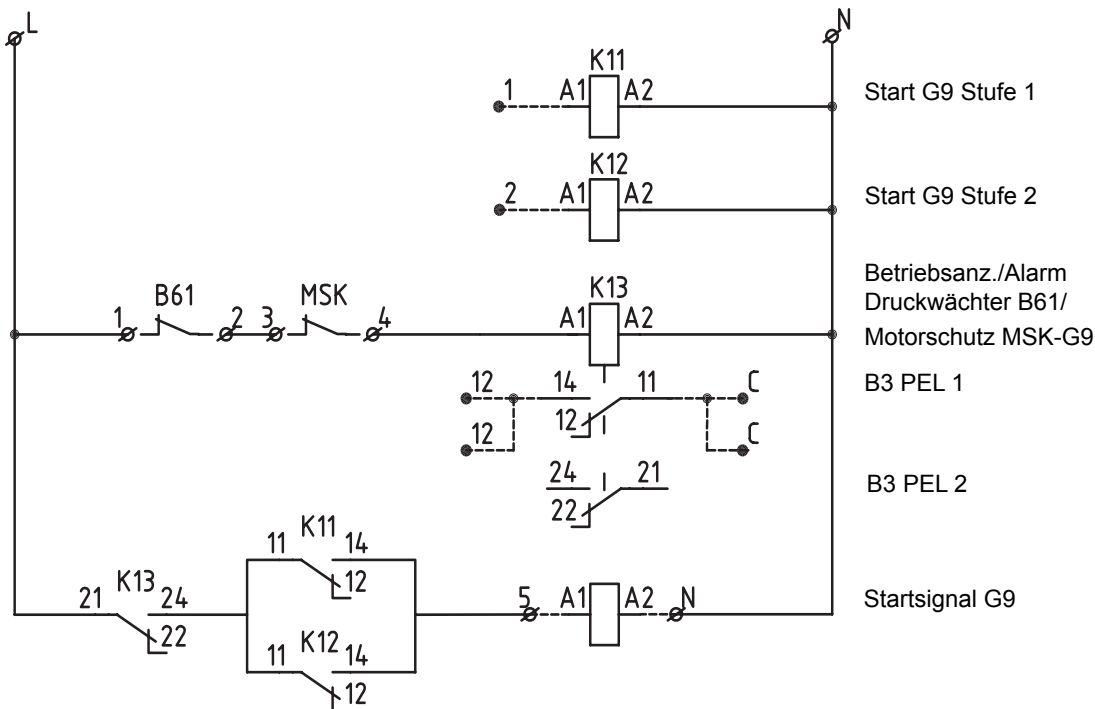 L N
K11
1 A1 A2 Start G9 Stufe 1
K12
2 A1 A2 Start G9 Stufe 2
Betriebsanz./Alarm
B61 MSK K13 Druckwächter B61/
1 2 3 4 A1 A2 Motorschutz MSK-G9
12 14 11 C B3 PEL 1
12
12 C
24 21 B3 PEL 2
22
K11
11 14
K13 12
21 24 5 A1 A2 N Startsignal G9
22
K12
11 14
12